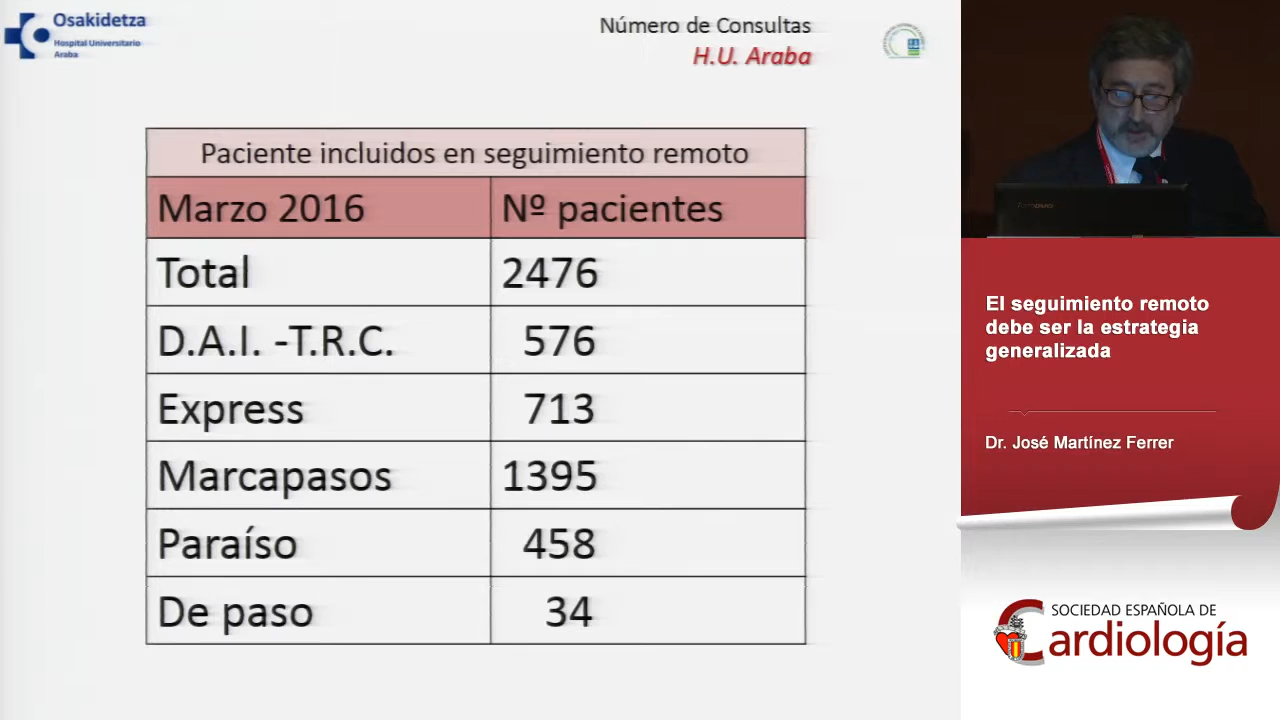 Osakidetza
Hospital Universitario
Araba
Número de Consultas
H.U. Araba
Paciente incluidos en seguimiento remoto
Marzo 2016 Nº pacientes
Total 2476
D.A.I. -T.R.C. 576
Express 713
Marcapasos 1395
Paraíso 458
De paso 34
lenovo
El seguimiento remoto
debe ser la estrategia
generalizada
Dr. José Martínez Ferrer
SOCIEDAD ESPAÑOLA DE
Cardiología